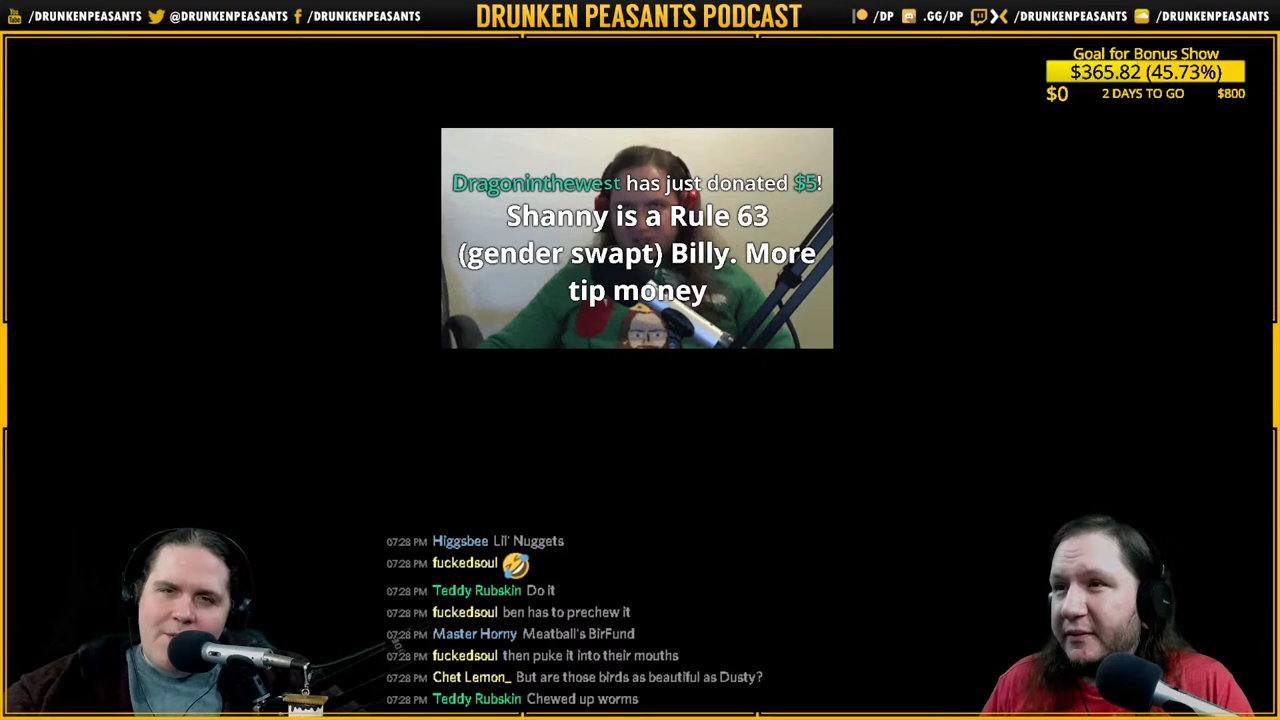 You Tube /DRUNKENPEASANTS @DRUNKENPEASANTS f /DRUNKENPEASANTS DRUNKEN PEASANTS PODCAST /DP .GG/DP /DRUNKENPEASANTS /DRUNKENPEASANTS
Goal for Bonus Show
$365.82 (45.73%)
$0 2 DAYS TO GO $800
Dragoninthewest has just donated $5!
Shanny is a Rule 63
(gender swapt) Billy. More
tip money
07:28 PM Higgsbee Lil' Nuggets
07:28 PM fuckedsoul 🤣
07:28 PM Teddy Rubskin Do it
07:28 PM fuckedsoul ben has to prechew it
07:28 PM Master Horny Meatball's BirFund
07:28 PM fuckedsoul then puke it into their mouths
07:28 PM Chet Lemon_ But are those birds as beautiful as Dusty?
07:28 PM Teddy Rubskin Chewed up worms